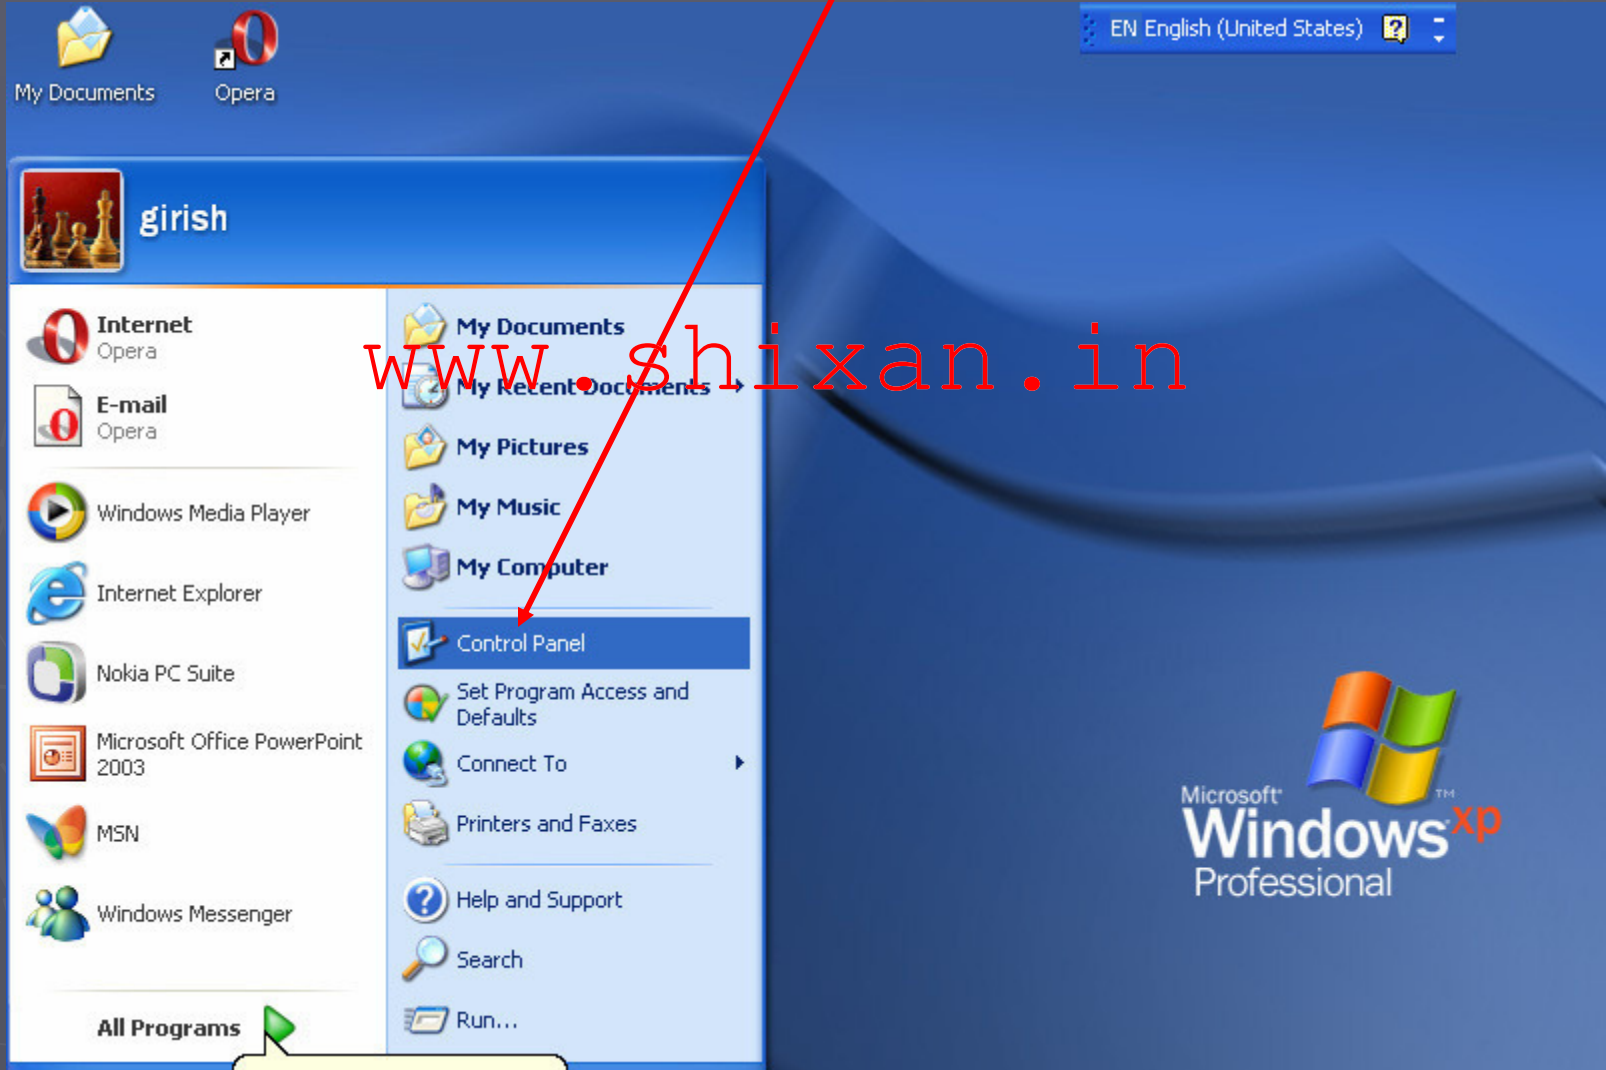 EN English (United States)
My Documents
Opera
girish
Internet
Opera
E-mail
Opera
Windows Media Player
Internet Explorer
Nokia PC Suite
Microsoft Office PowerPoint
2003
MSN
Windows Messenger
All Programs
My Documents
www.shixan.in
My Recent Documents
My Pictures
My Music
My Computer
Control Panel
Set Program Access and
Defaults
Connect To
Printers and Faxes
Help and Support
Search
Run...
Microsoft
Windows xp
TM
Professional